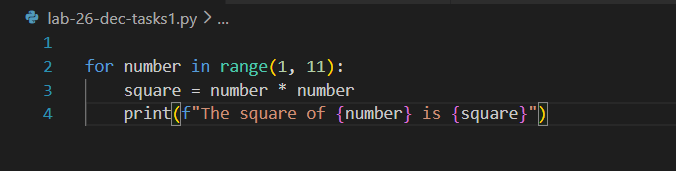 lab-26-dec-tasks1.py > ...
1
2 for number in range(1, 11):
3     square = number * number
4     print(f"The square of {number} is {square}")